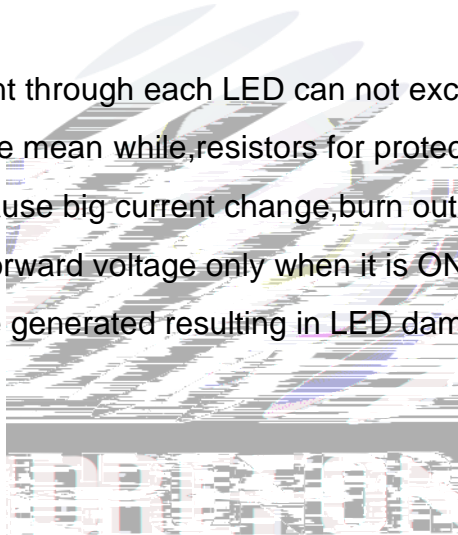 nt through each LED can not exc
e mean while,resistors for protec
use big current change,burn out
orward voltage only when it is ON
e generated resulting in LED dam